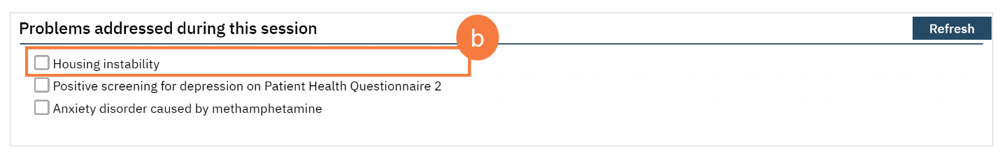 Problems addressed during this session
b
Refresh
Housing instability
Positive screening for depression on Patient Health Questionnaire 2
Anxiety disorder caused by methamphetamine